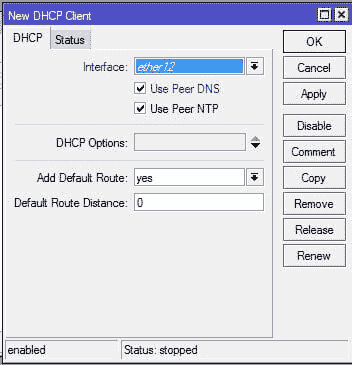 New DHCP Client
DHCP Status
Interface: ether12
Use Peer DNS
Use Peer NTP
DHCP Options:
Add Default Route: yes
Default Route Distance: 0
OK
Cancel
Apply
Disable
Comment
Copy
Remove
Release
Renew
enabled Status: stopped